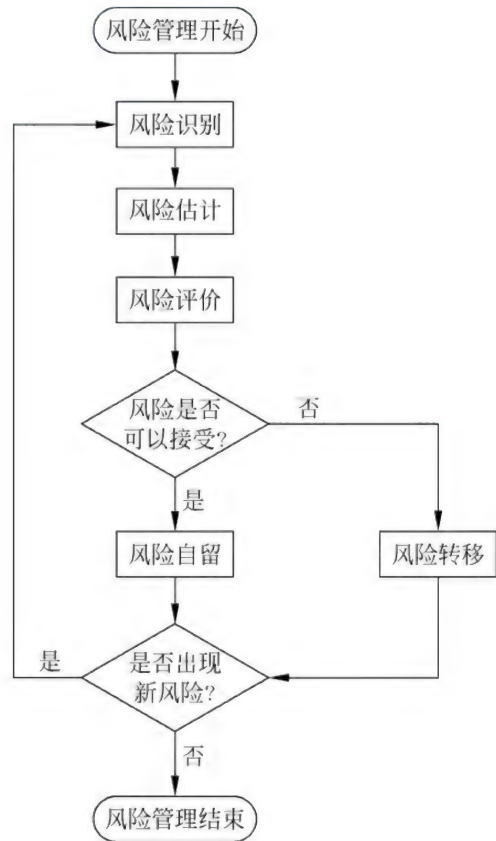 风险管理开始
风险识别
风险估计
风险评价
风险是否
可以接受?
否
是
风险自留
风险转移
是
是否出现
新风险?
否
风险管理结束